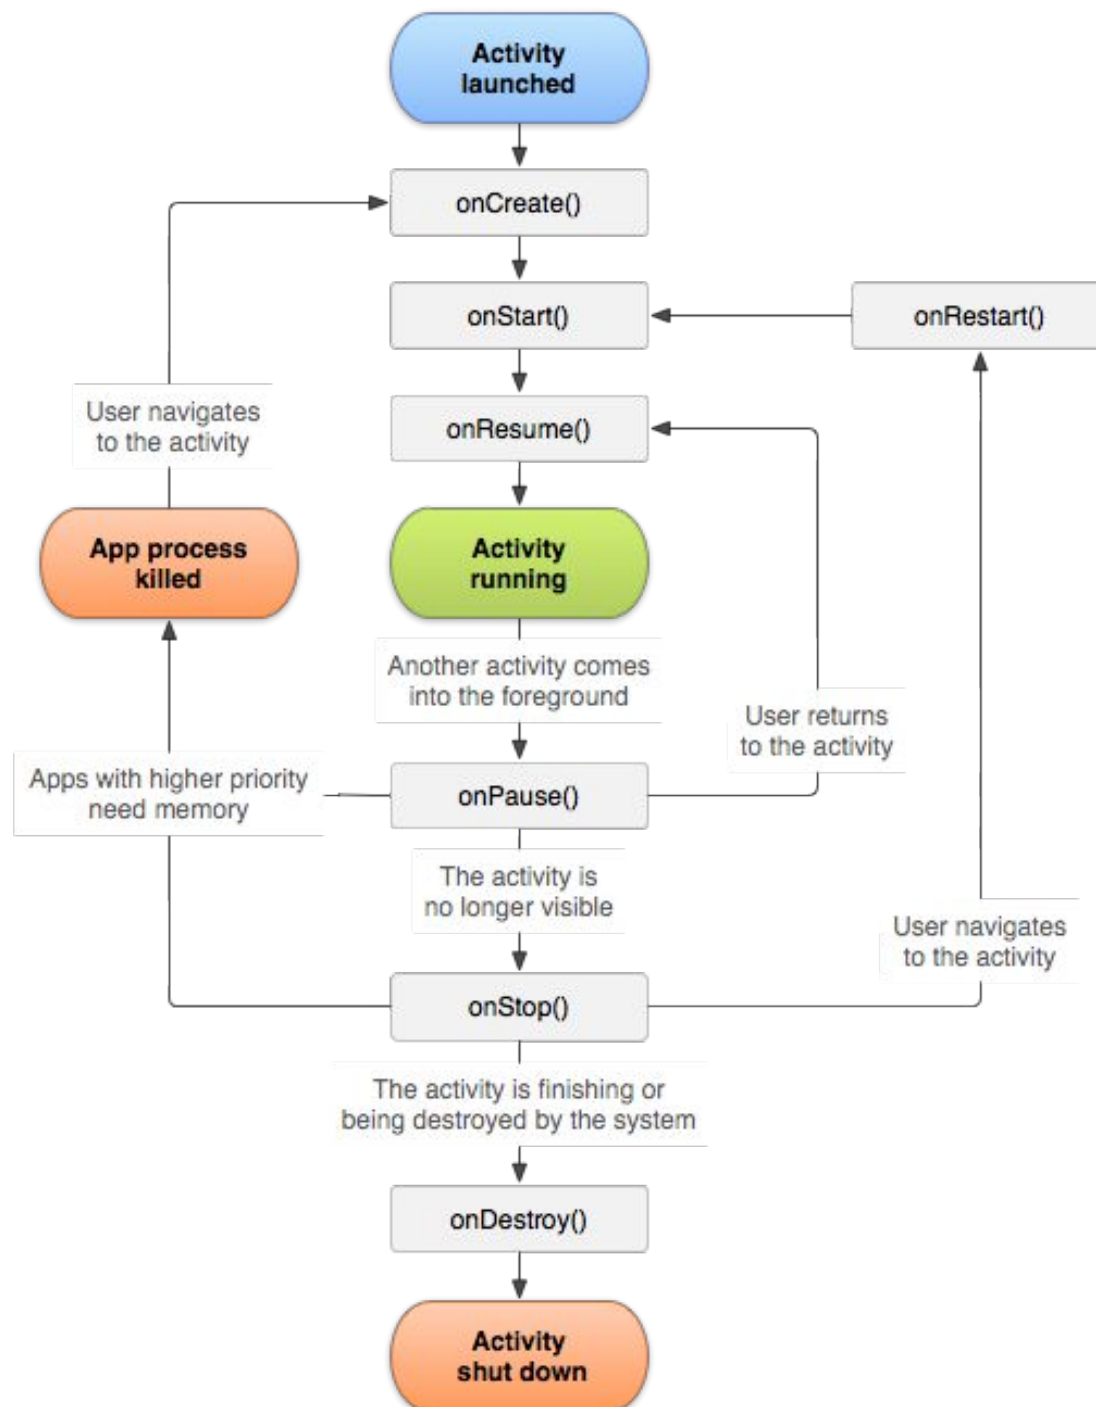 Activity
launched
onCreate()
onStart()
onRestart()
User navigates
to the activity
onResume()
App process
killed
Activity
running
Another activity comes
into the foreground
User returns
to the activity
Apps with higher priority
need memory
onPause()
The activity is
no longer visible
User navigates
to the activity
onStop()
The activity is finishing or
being destroyed by the system
onDestroy()
Activity
shut down